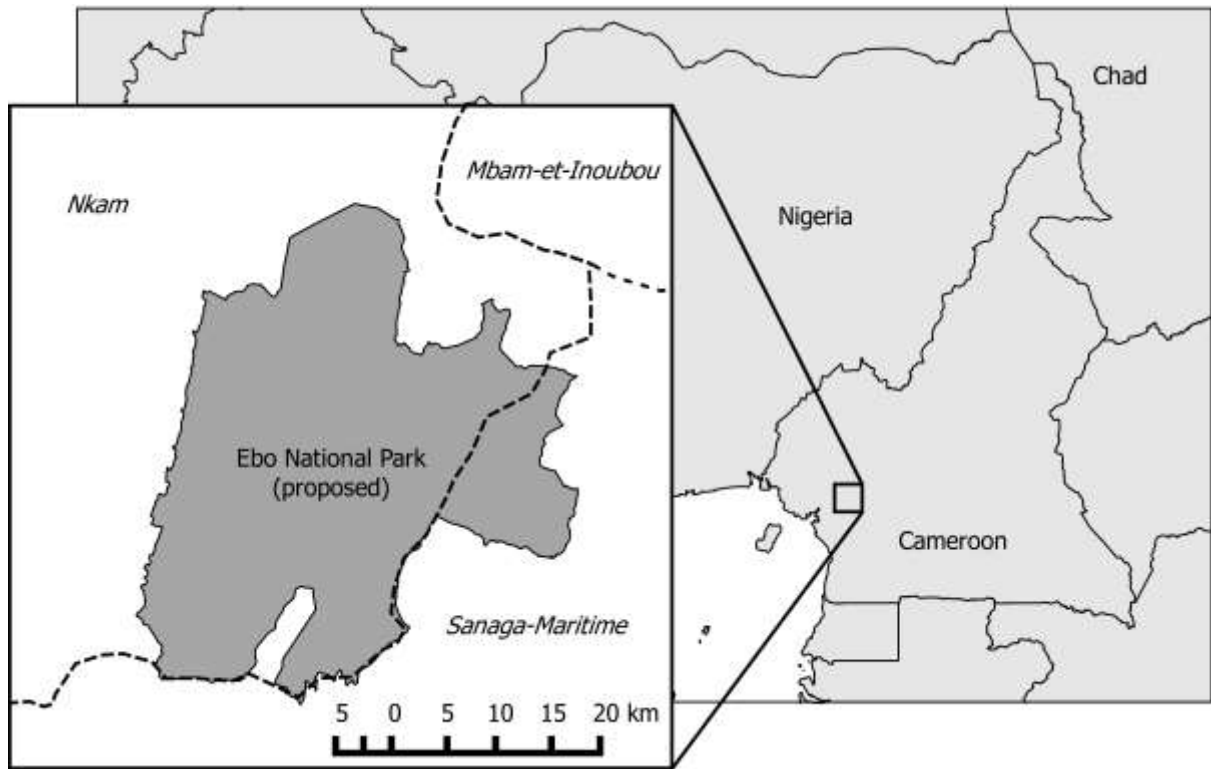 Chad
Mbam-et-Inoubou
Nkam
Nigeria
Ebo National Park
(proposed)
Cameroon
Sanaga-Maritime
5 0 5 10 15 20 km